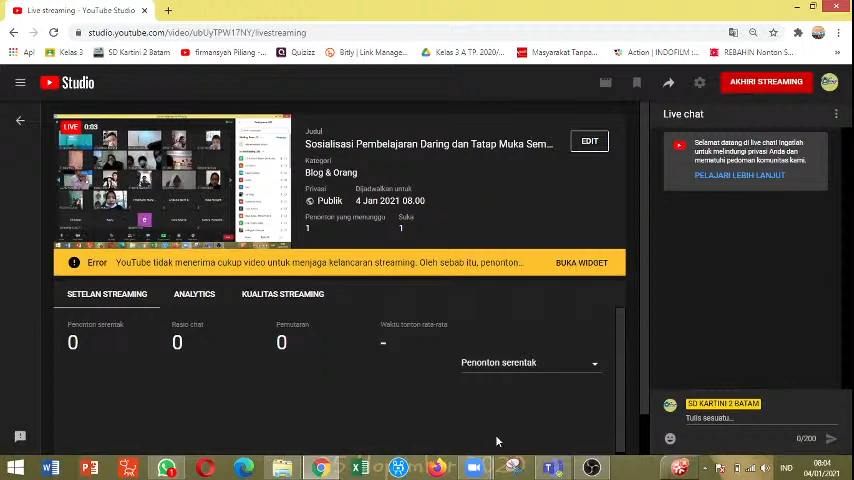 Live streaming - YouTube Studio
studio.youtube.com/video/ubUyTPW17NY/livestreaming
Kelas 3
SD Kartini 2 Batam
firmansyah Piliang -...
Quizizz
Bitly | Link Manage...
Kelas 3 A TP. 2020/...
Masyarakat Tanpa...
Action | INDOFILM :...
REBAHIN Nonton S...
Studio
AKHIRI STREAMING
LIVE 0:03
Judul
Sosialisasi Pembelajaran Daring dan Tatap Muka Sem...
EDIT
Kategori
Blog & Orang
Privasi
Dijadwalkan untuk
Publik
4 Jan 2021 08.00
Penonton yang menunggu
Suka
1
1
Error
YouTube tidak menerima cukup video untuk menjaga kelancaran streaming. Oleh sebab itu, penonton...
BUKA WIDGET
SETELAN STREAMING
ANALYTICS
KUALITAS STREAMING
Penonton serentak
Rasio chat
Pemutaran
Waktu tonton rata-rata
0
0
0
-
Penonton serentak
Live chat
Selamat datang di live chat! Ingatlah
untuk melindungi privasi Anda dan
mematuhi pedoman komunitas kami.
PELAJARI LEBIH LANJUT
SD KARTINI 2 BATAM
Tulis sesuatu...
0/200
IND
08:04
04/01/2021